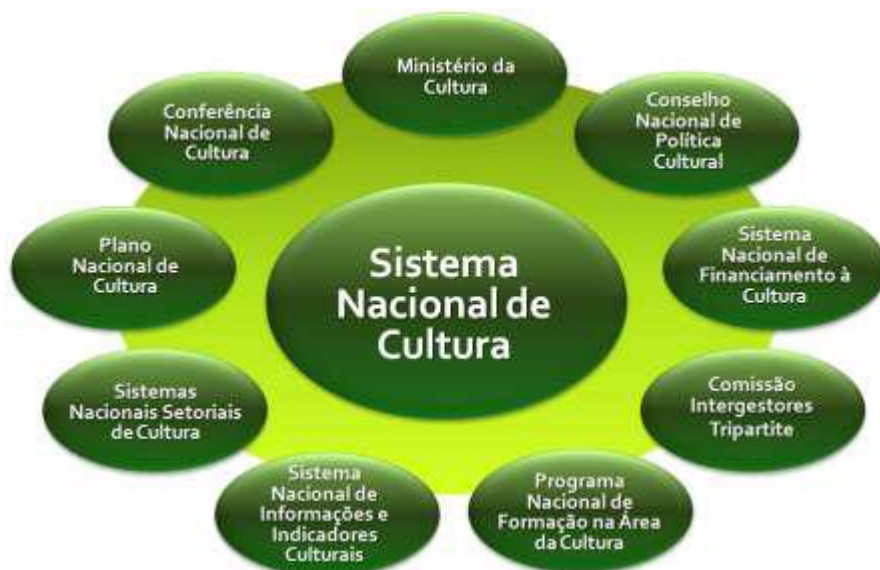 Ministério da
Cultura
Conselho
Nacional de
Política
Cultural
Sistema
Nacional de
Financiamento à
Cultura
Comissão
Intergestores
Tripartite
Programa
Nacional de
Formação na Área
da Cultura
Sistema
Nacional de
Informações e
Indicadores
Culturais
Sistemas
Nacionais Setoriais
de Cultura
Plano
Nacional de
Cultura
Conferência
Nacional de
Cultura
Sistema
Nacional de
Cultura